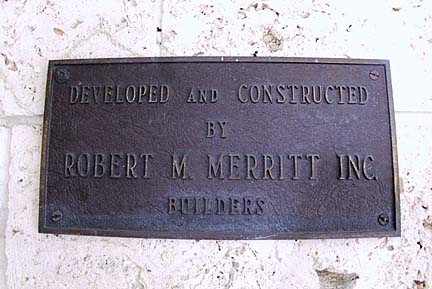 DEVELOPED AND CONSTRUCTED
BY
ROBERT M. MERRITT INC.
BUILDERS